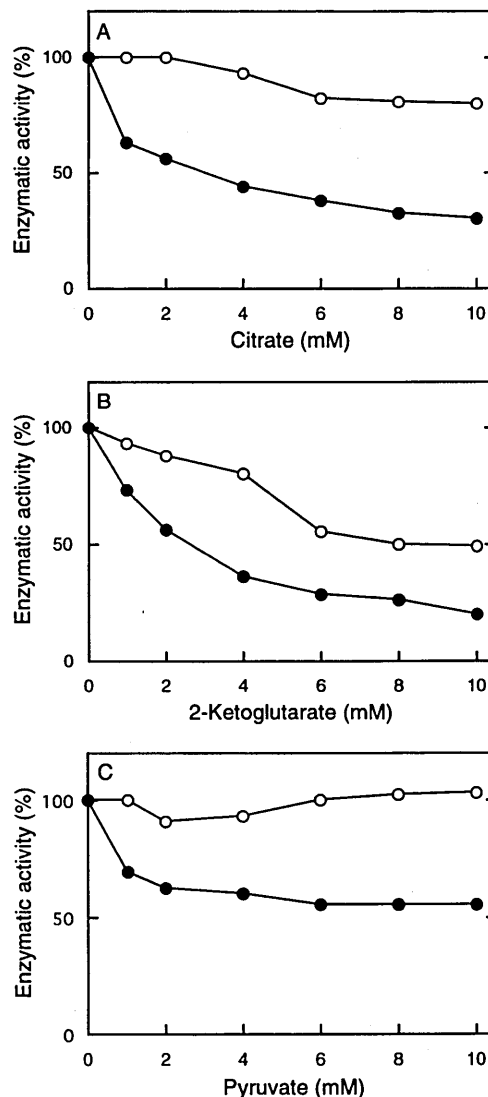 A
Enzymatic activity (%)
100
50
0
0 2 4 6 8 10
Citrate (mM)
B
Enzymatic activity (%)
100
50
0
0 2 4 6 8 10
2-Ketoglutarate (mM)
C
Enzymatic activity (%)
100
50
0
0 2 4 6 8 10
Pyruvate (mM)